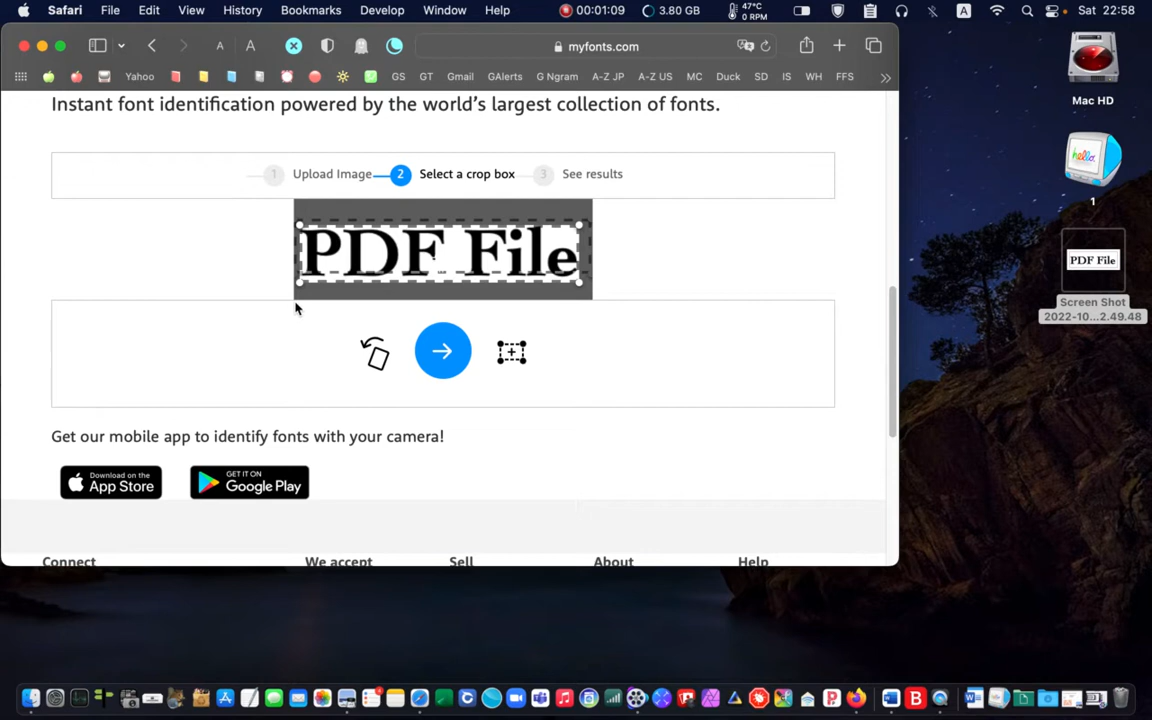 Safari File Edit View History Bookmarks Develop Window Help 00:01:09 3.80 GB 47°C 0 RPM A Sat 22:58
A A myfonts.com
Yahoo GS GT Gmail GAlerts G Ngram A-Z JP A-Z US MC Duck SD IS WH FFS »
Instant font identification powered by the world's largest collection of fonts.
1 Upload Image 2 Select a crop box 3 See results
PDF File
Get our mobile app to identify fonts with your camera!
Download on the App Store
GET IT ON Google Play
Connect We accept Sell About Help
Mac HD
hello.
1
PDF File
Screen Shot
2022-10...2.49.48